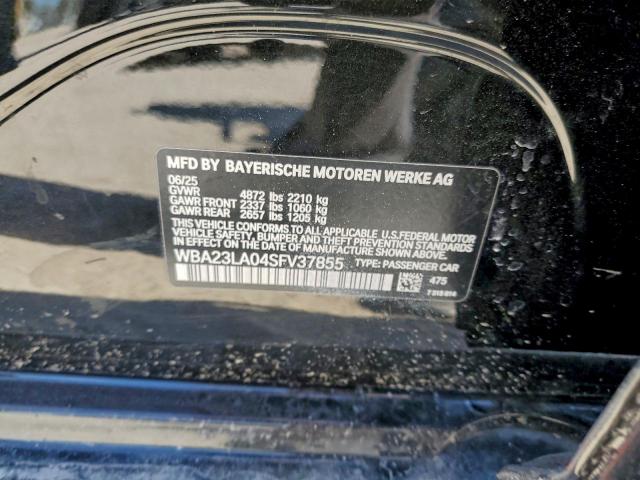 MFD BY BAYERISCHE MOTOREN WERKE AG
06/25
GVWR 4872 lbs 2210 kg
GAWR FRONT 2337 lbs 1060 kg
GAWR REAR 2657 lbs 1205 kg
THIS VEHICLE CONFORMS TO ALL APPLICABLE U.S. FEDERAL MOTOR
VEHICLE SAFETY, BUMPER AND THEFT PREVENTION STANDARDS
IN EFFECT ON THE DATE OF MANUFACTURE SHOWN ABOVE.
WBA23LA04SFV37855 TYPE: PASSENGER CAR
475